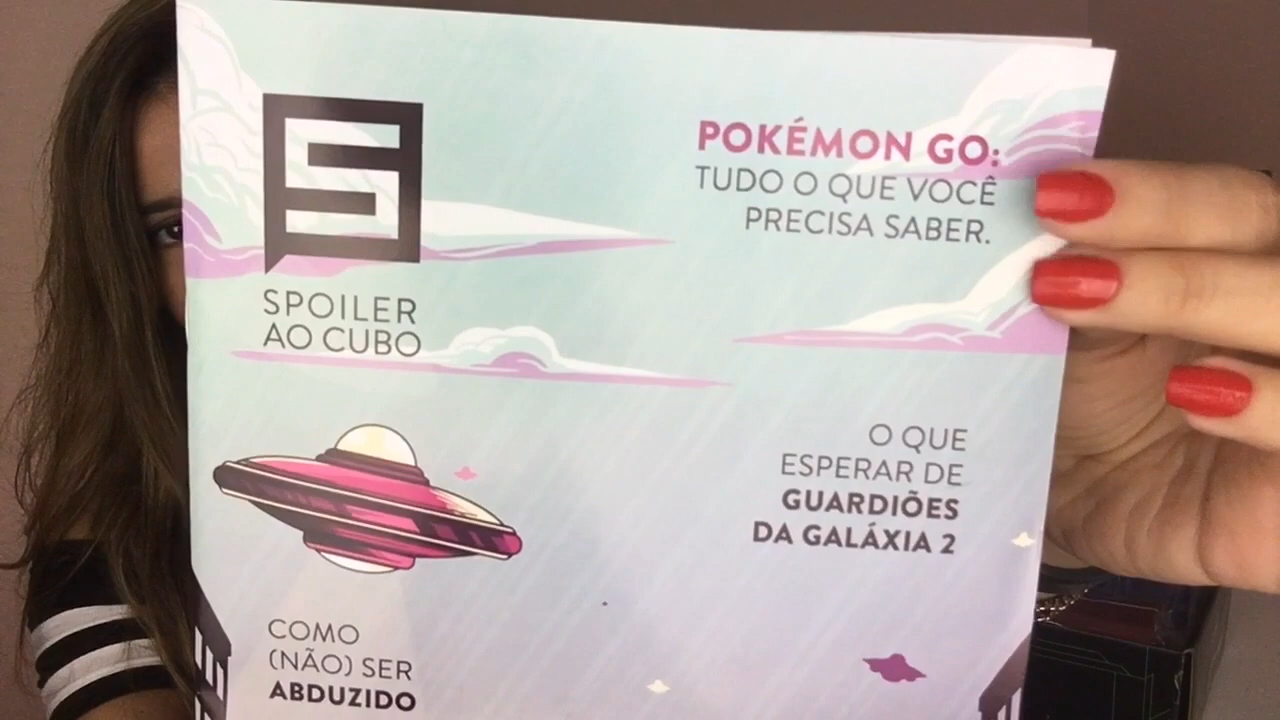 S
SPOILER
AO CUBO
POKÉMON GO:
TUDO O QUE VOCÊ
PRECISA SABER.
O QUE
ESPERAR DE
GUARDIÕES
DA GALÁXIA 2
COMO
(NÃO) SER
ABDUZIDO